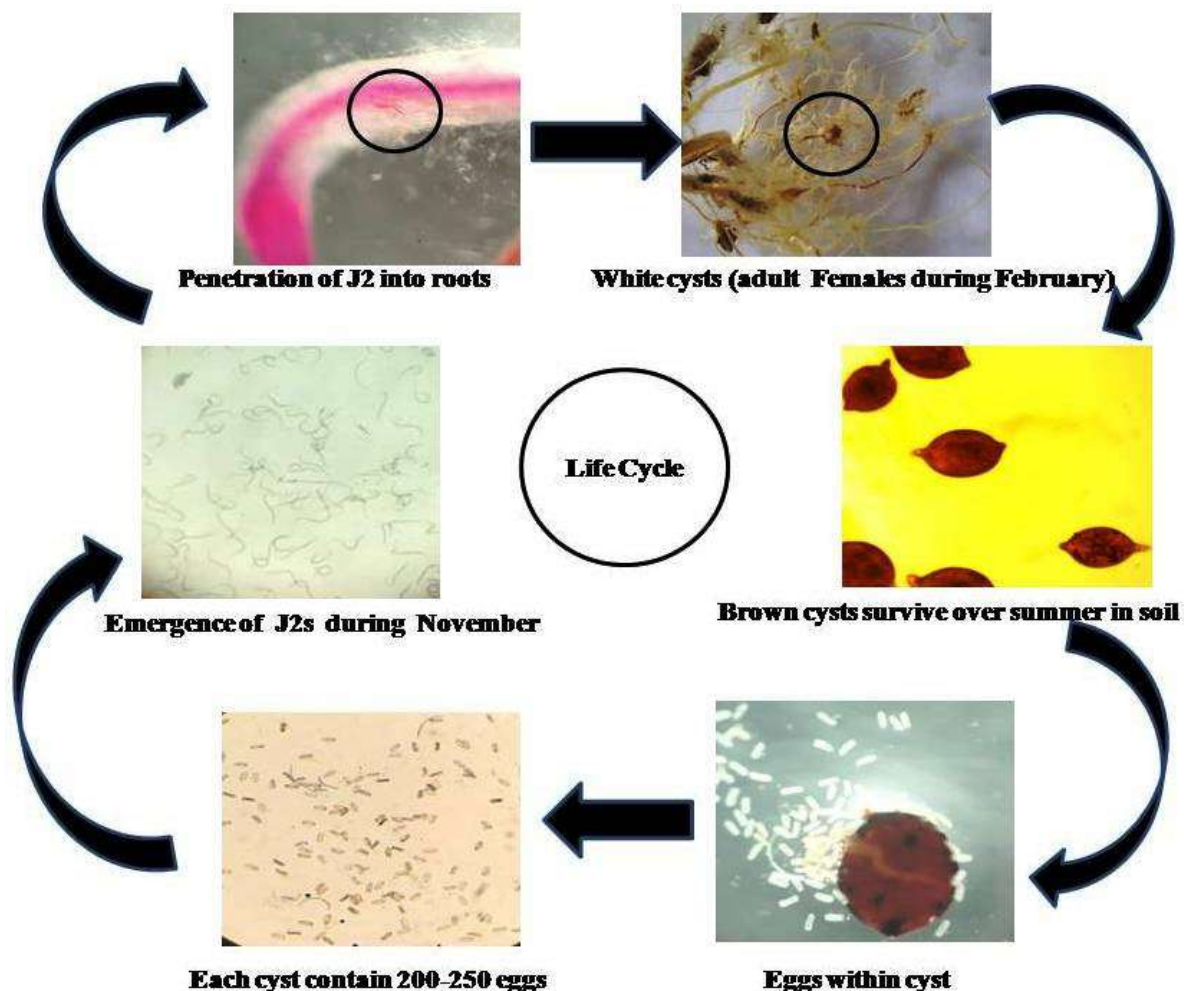 Penetration of J2 into roots
White cysts (adult Females during February)
Life Cycle
Emergence of J2s during November
Brown cysts survive over summer in soil
Each cyst contain 200-250 eggs
Eggs within cyst